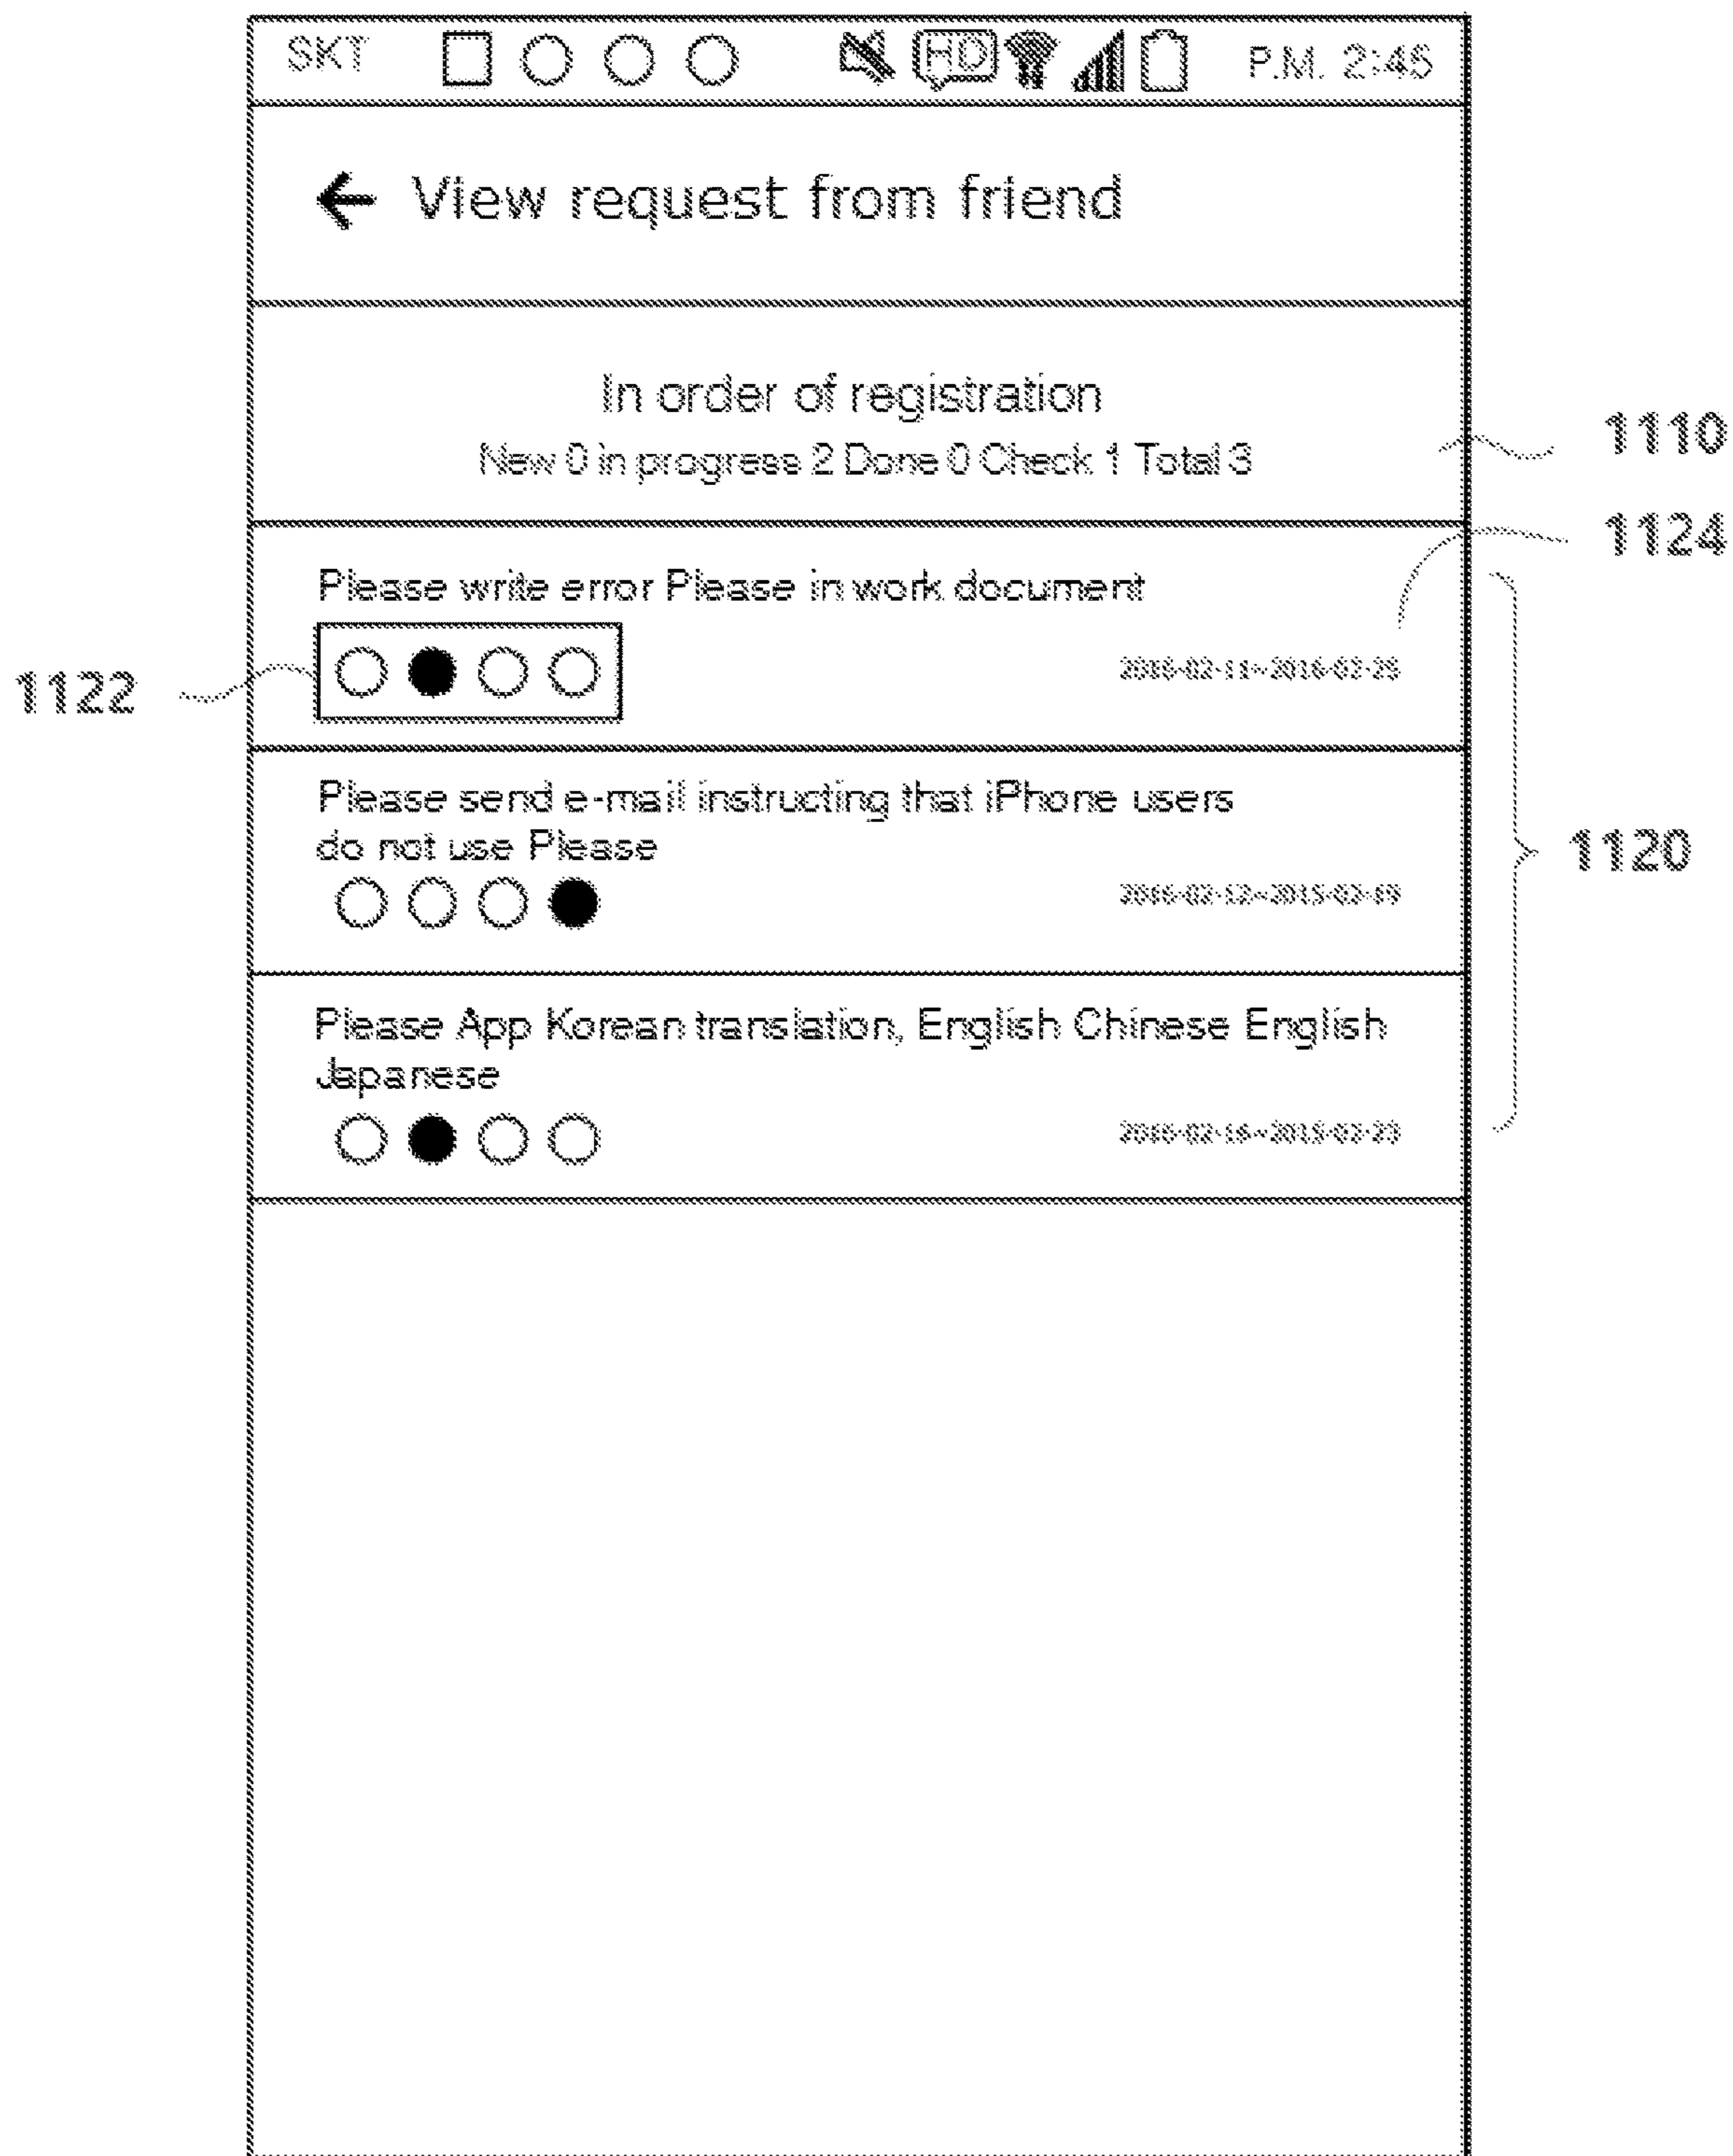 SKT HD P.M. 2:45
← View request from friend
In order of registration
New 0 in progress 2 Done 0 Check 1 Total 3
1110
1124
Please write error Please in work document
1122
Please send e-mail instructing that iPhone users
do not use Please
1120
Please App Korean translation, English Chinese English
Japanese